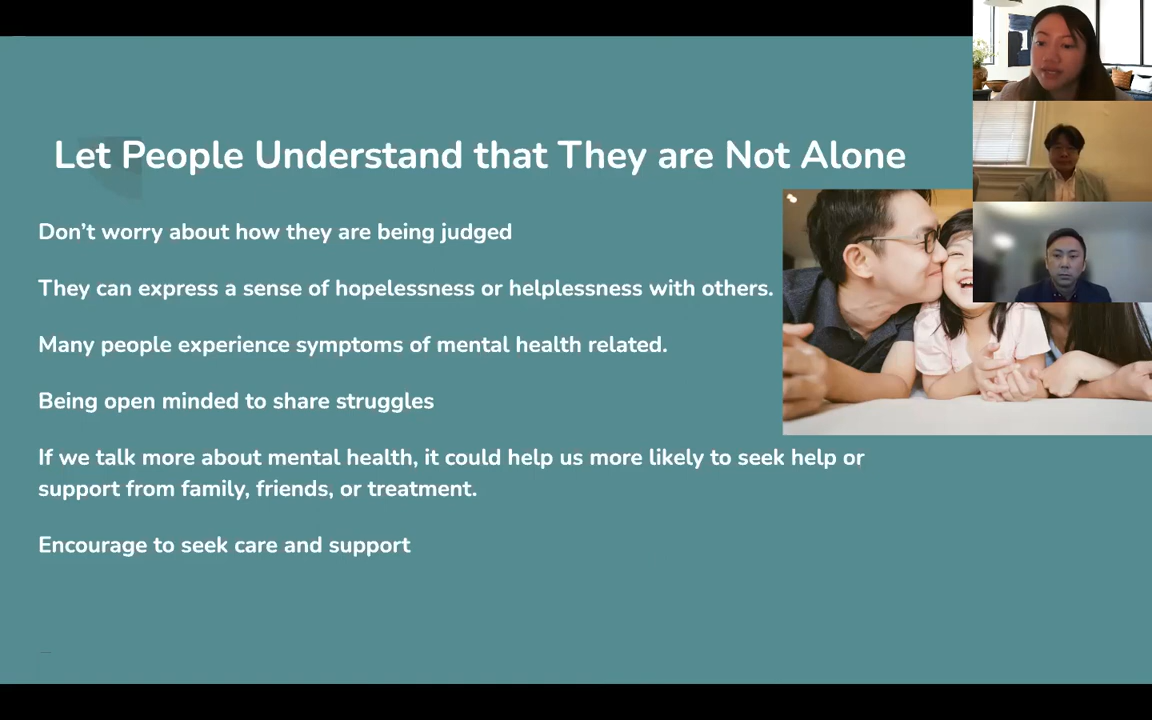 Let People Understand that They are Not Alone
Don’t worry about how they are being judged
They can express a sense of hopelessness or helplessness with others.
Many people experience symptoms of mental health related.
Being open minded to share struggles
If we talk more about mental health, it could help us more likely to seek help or
support from family, friends, or treatment.
Encourage to seek care and support